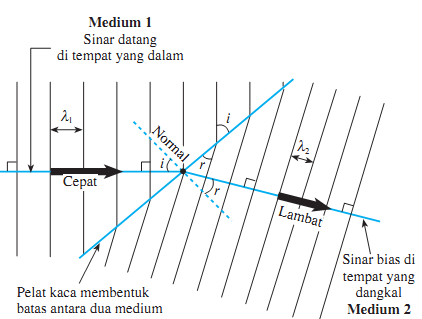 Medium 1
Sinar datang
di tempat yang dalam
λ1
i
Normal
i
r
λ2
r
Cepat
Lambat
Sinar bias di
tempat yang
dangkal
Medium 2
Pelat kaca membentuk
batas antara dua medium